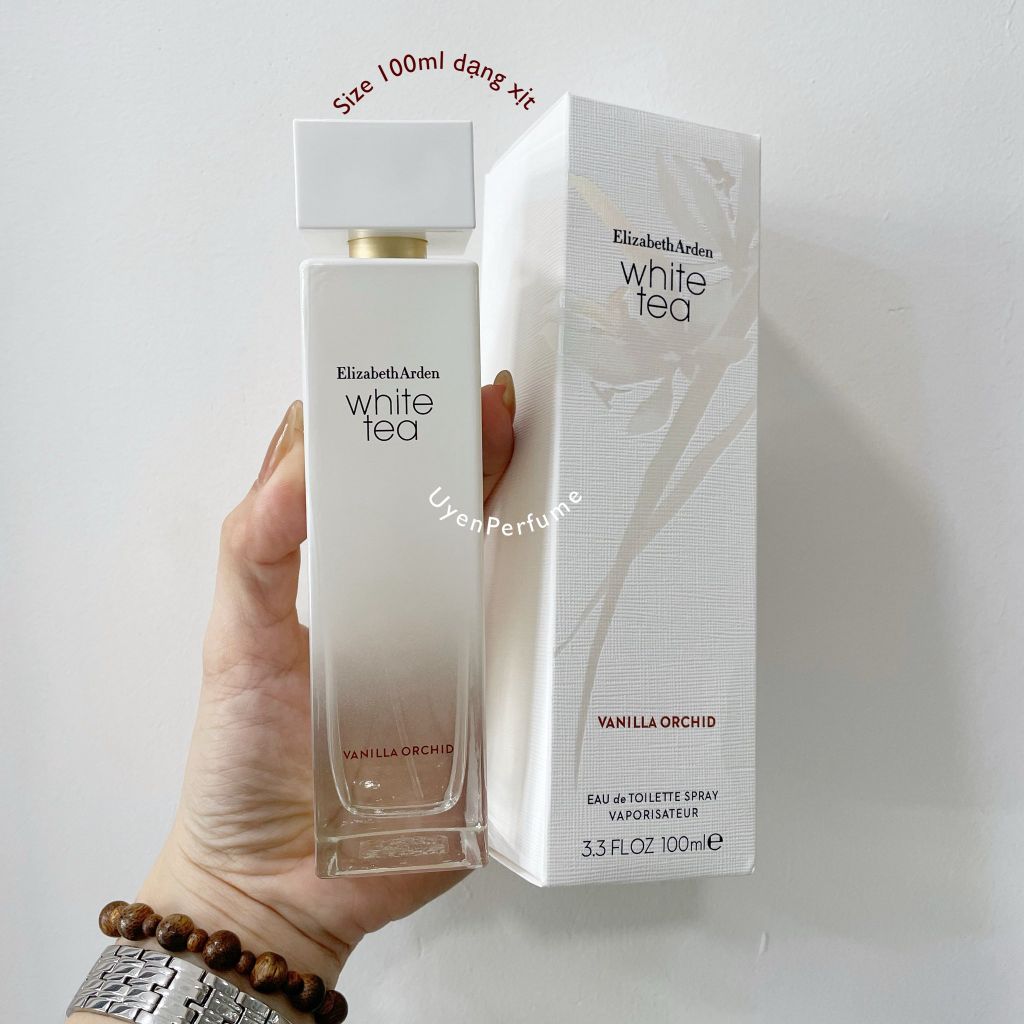 Size 100ml dạng xịt
ElizabethArden
white
tea
VANILLA ORCHID
UyenPerfume
ElizabethArden
white
tea
VANILLA ORCHID
EAU de TOILETTE SPRAY
VAPORISATEUR
3.3 FL OZ 100ml℮